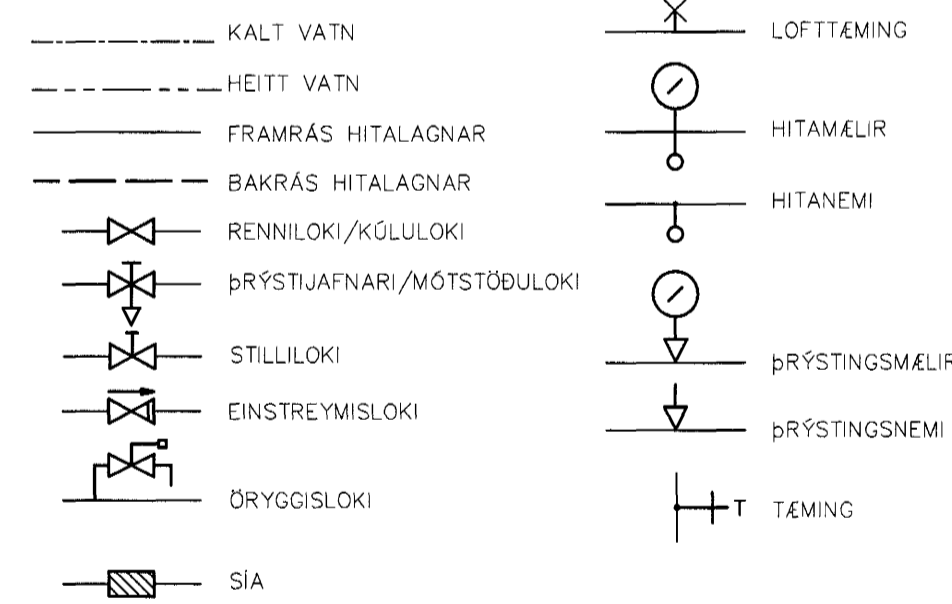 KALT VATN
HEITT VATN
FRAMRÁS HITALAGNAR
BAKRÁS HITALAGNAR
RENNILOKI/KÚLULOKI
ÞRÝSTIJAFNARI/MÓTSTÖÐULOKI
STILLILOKI
EINSTREYMISLOKI
ÖRYGGISLOKI
SÍA
LOFTTÆMING
HITAMÆLIR
HITANEMI
ÞRÝSTINGSMÆLIR
ÞRÝSTINGSNEMI
T TÆMING